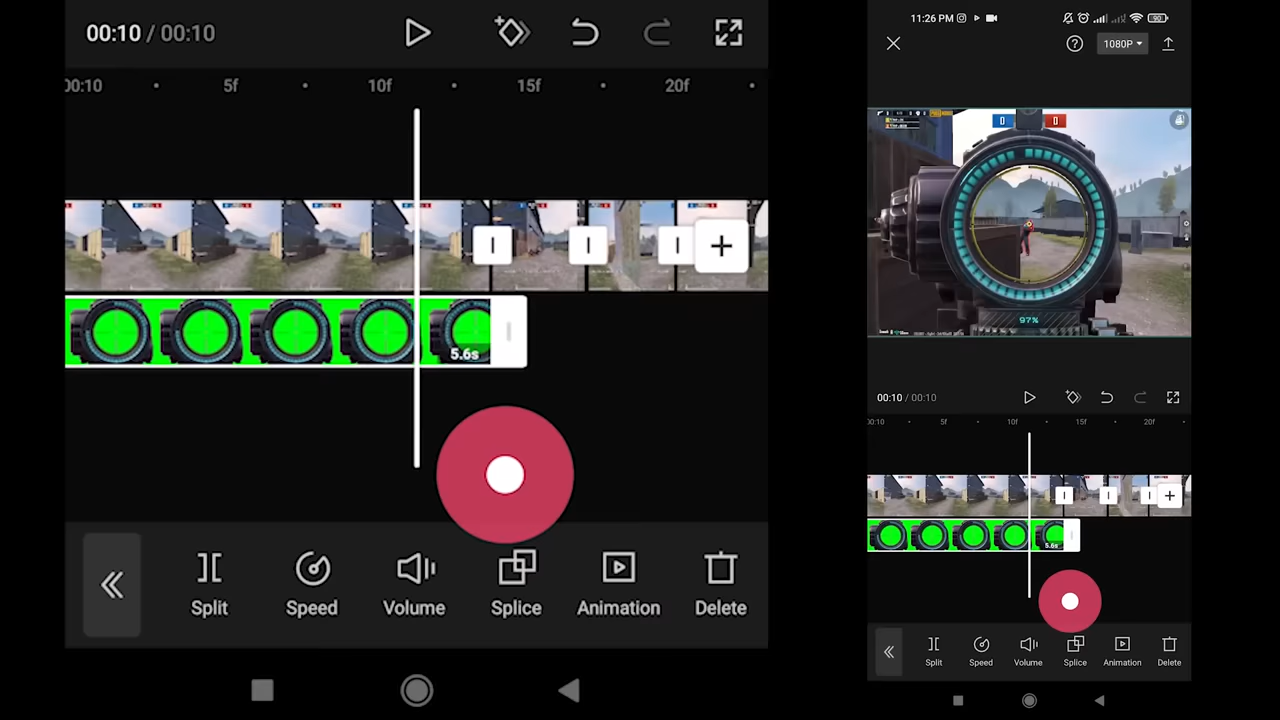 00:10 / 00:10
00:10
5f
10f
15f
20f
5.6s
Split
Speed
Volume
Splice
Animation
Delete
11:26 PM
90
1080P
0
0
97%
00:10 / 00:10
00:10
5f
10f
15f
20f
5.6s
Split
Speed
Volume
Splice
Animation
Delete